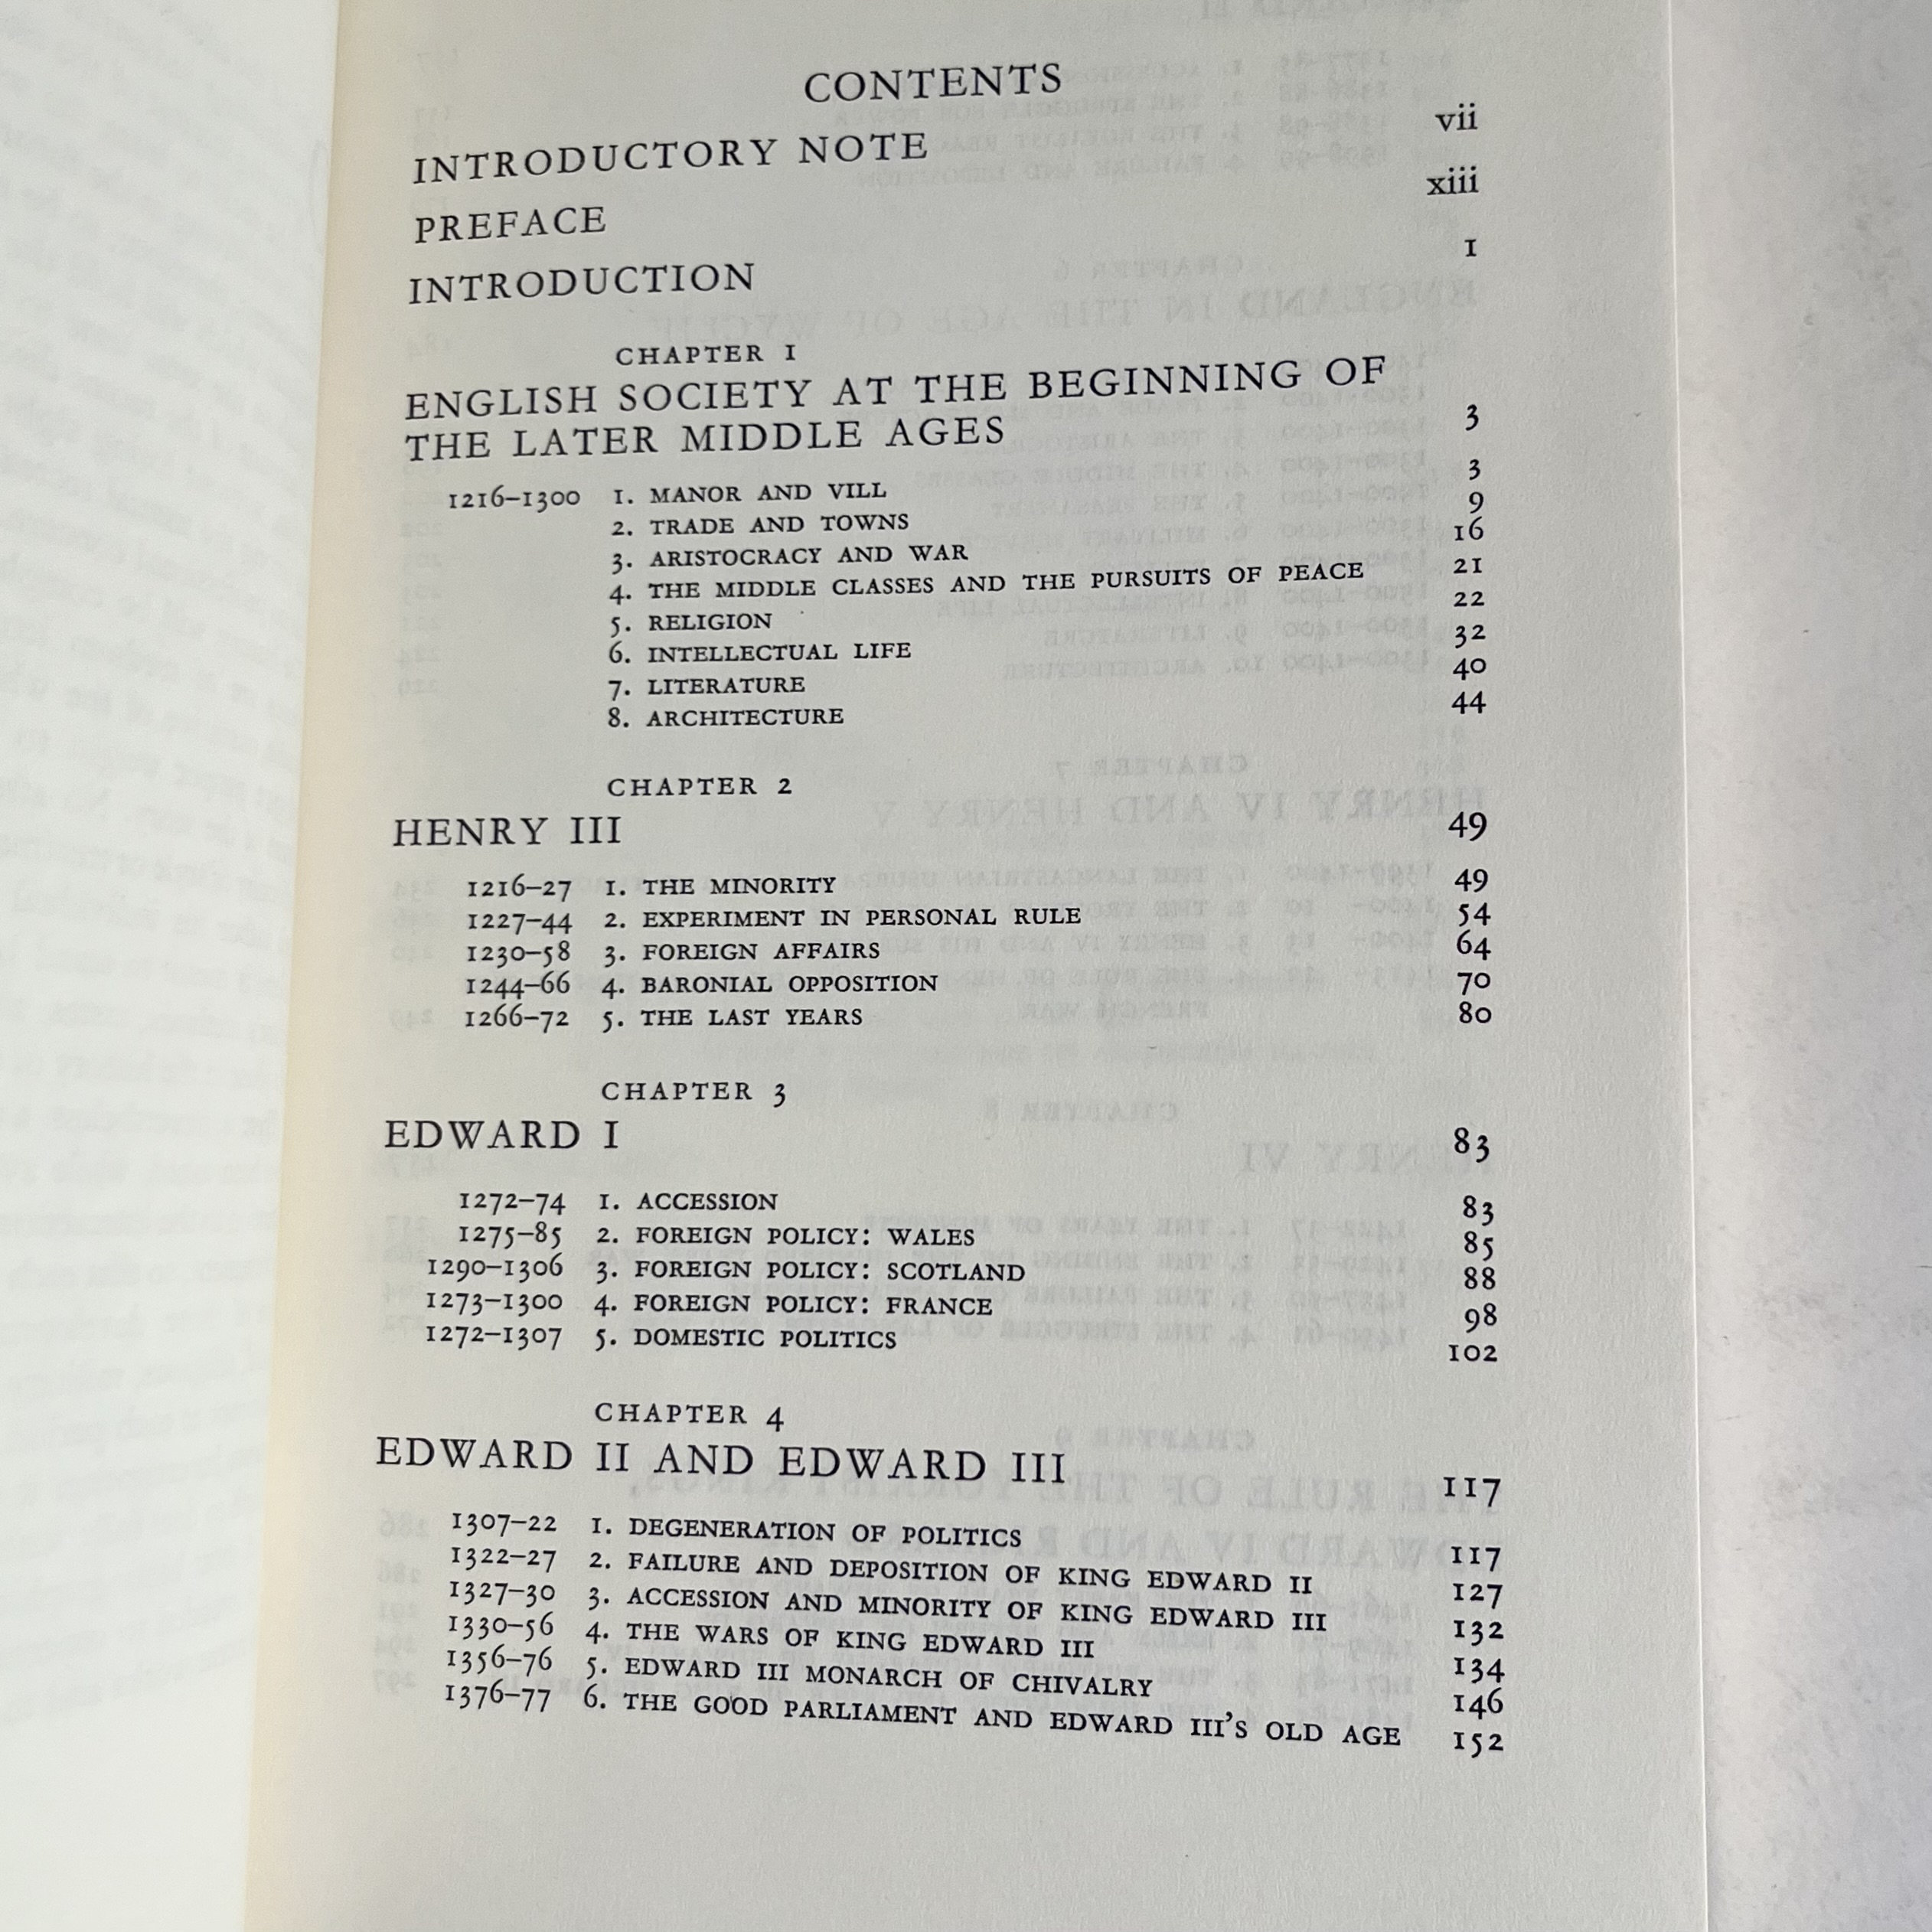 CONTENTS
INTRODUCTORY NOTE vii
PREFACE xiii
INTRODUCTION 1
CHAPTER 1
ENGLISH SOCIETY AT THE BEGINNING OF
THE LATER MIDDLE AGES 3
1216–1300 1. MANOR AND VILL 3
2. TRADE AND TOWNS 9
3. ARISTOCRACY AND WAR 16
4. THE MIDDLE CLASSES AND THE PURSUITS OF PEACE 21
5. RELIGION 22
6. INTELLECTUAL LIFE 32
7. LITERATURE 40
8. ARCHITECTURE 44
CHAPTER 2
HENRY III 49
1216–27 1. THE MINORITY 49
1227–44 2. EXPERIMENT IN PERSONAL RULE 54
1230–58 3. FOREIGN AFFAIRS 64
1244–66 4. BARONIAL OPPOSITION 70
1266–72 5. THE LAST YEARS 80
CHAPTER 3
EDWARD I 83
1272–74 1. ACCESSION 83
1275–85 2. FOREIGN POLICY: WALES 85
1290–1306 3. FOREIGN POLICY: SCOTLAND 88
1273–1300 4. FOREIGN POLICY: FRANCE 98
1272–1307 5. DOMESTIC POLITICS 102
CHAPTER 4
EDWARD II AND EDWARD III 117
1307–22 1. DEGENERATION OF POLITICS 117
1322–27 2. FAILURE AND DEPOSITION OF KING EDWARD II 127
1327–30 3. ACCESSION AND MINORITY OF KING EDWARD III 132
1330–56 4. THE WARS OF KING EDWARD III 134
1356–76 5. EDWARD III MONARCH OF CHIVALRY 146
1376–77 6. THE GOOD PARLIAMENT AND EDWARD III'S OLD AGE 152